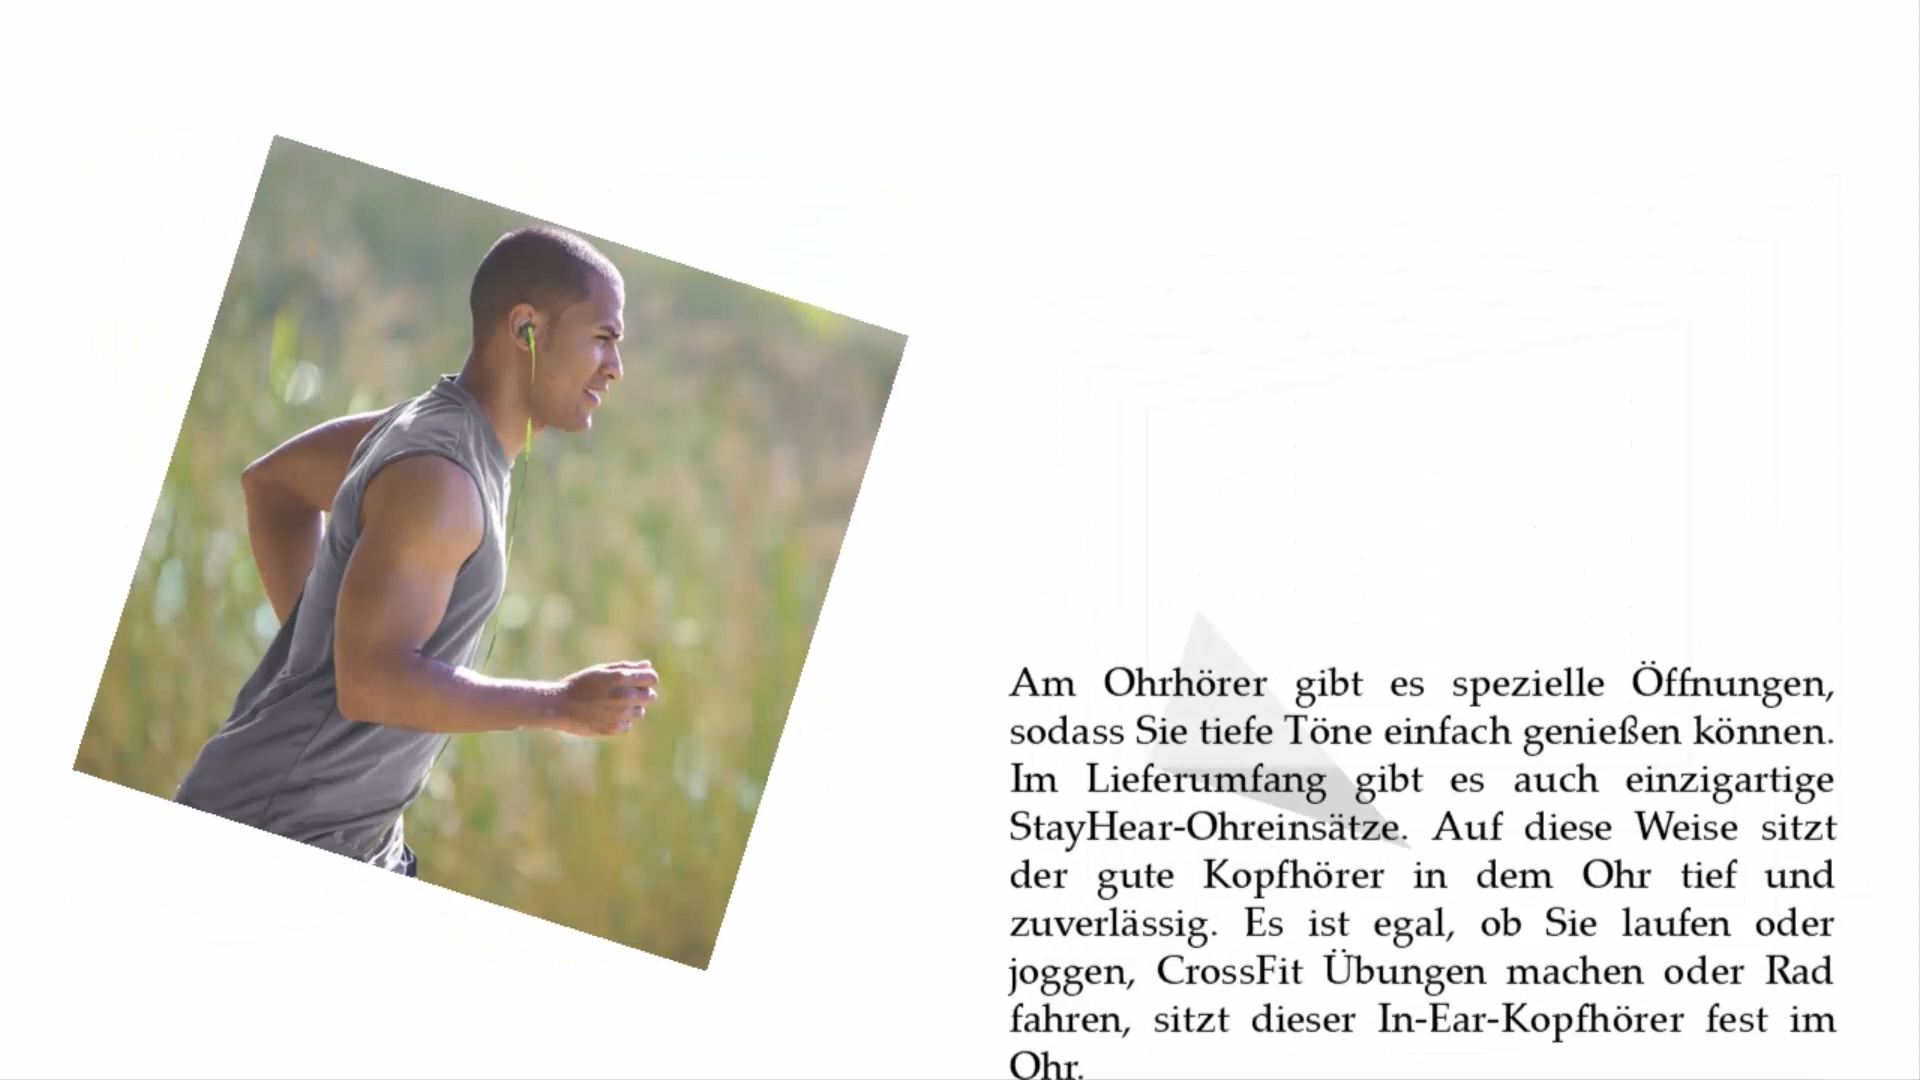 Am Ohrhörer gibt es spezielle Öffnungen,
sodass Sie tiefe Töne einfach genießen können.
Im Lieferumfang gibt es auch einzigartige
StayHear-Ohreinsätze. Auf diese Weise sitzt
der gute Kopfhörer in dem Ohr tief und
zuverlässig. Es ist egal, ob Sie laufen oder
joggen, CrossFit Übungen machen oder Rad
fahren, sitzt dieser In-Ear-Kopfhörer fest im
Ohr.